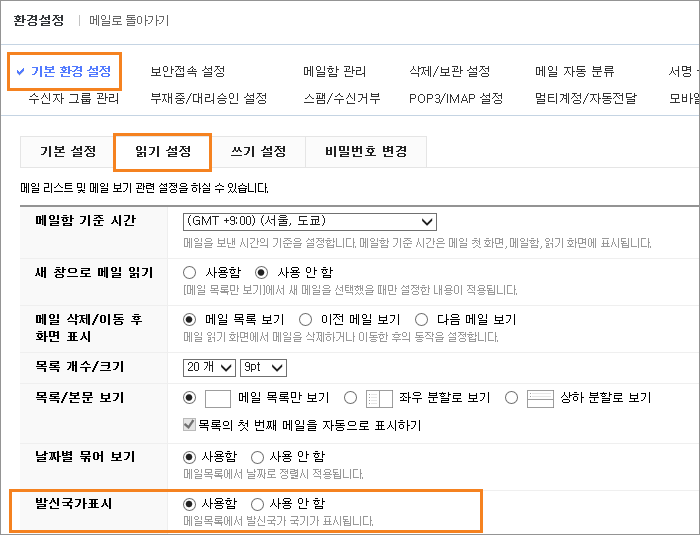 환경설정 | 메일로 돌아가기
✓ 기본 환경 설정 보안접속 설정 메일함 관리 삭제/보관 설정 메일 자동 분류 서명
수신자 그룹 관리 부재중/대리승인 설정 스팸/수신거부 POP3/IMAP 설정 멀티계정/자동전달 모바일
기본 설정 읽기 설정 쓰기 설정 비밀번호 변경
메일 리스트 및 메일 보기 관련 설정을 하실 수 있습니다.
메일함 기준 시간 (GMT +9:00) (서울, 도쿄)
메일을 보낸 시간의 기준을 설정합니다. 메일함 기준 시간은 메일 첫 화면, 메일함, 읽기 화면에 표시됩니다.
새 창으로 메일 읽기 사용함 사용 안 함
[메일 목록만 보기]에서 새 메일을 선택했을 때만 설정한 내용이 적용됩니다.
메일 삭제/이동 후 메일 목록 보기 이전 메일 보기 다음 메일 보기
화면 표시 메일 읽기 화면에서 메일을 삭제하거나 이동한 후의 동작을 설정합니다.
목록 개수/크기 20 개 9pt
목록/본문 보기 메일 목록만 보기 좌우 분할로 보기 상하 분할로 보기
목록의 첫 번째 메일을 자동으로 표시하기
날짜별 묶어 보기 사용함 사용 안 함
메일목록에서 날짜로 정렬시 적용됩니다.
발신국가표시 사용함 사용 안 함
메일목록에서 발신국가 국기가 표시됩니다.